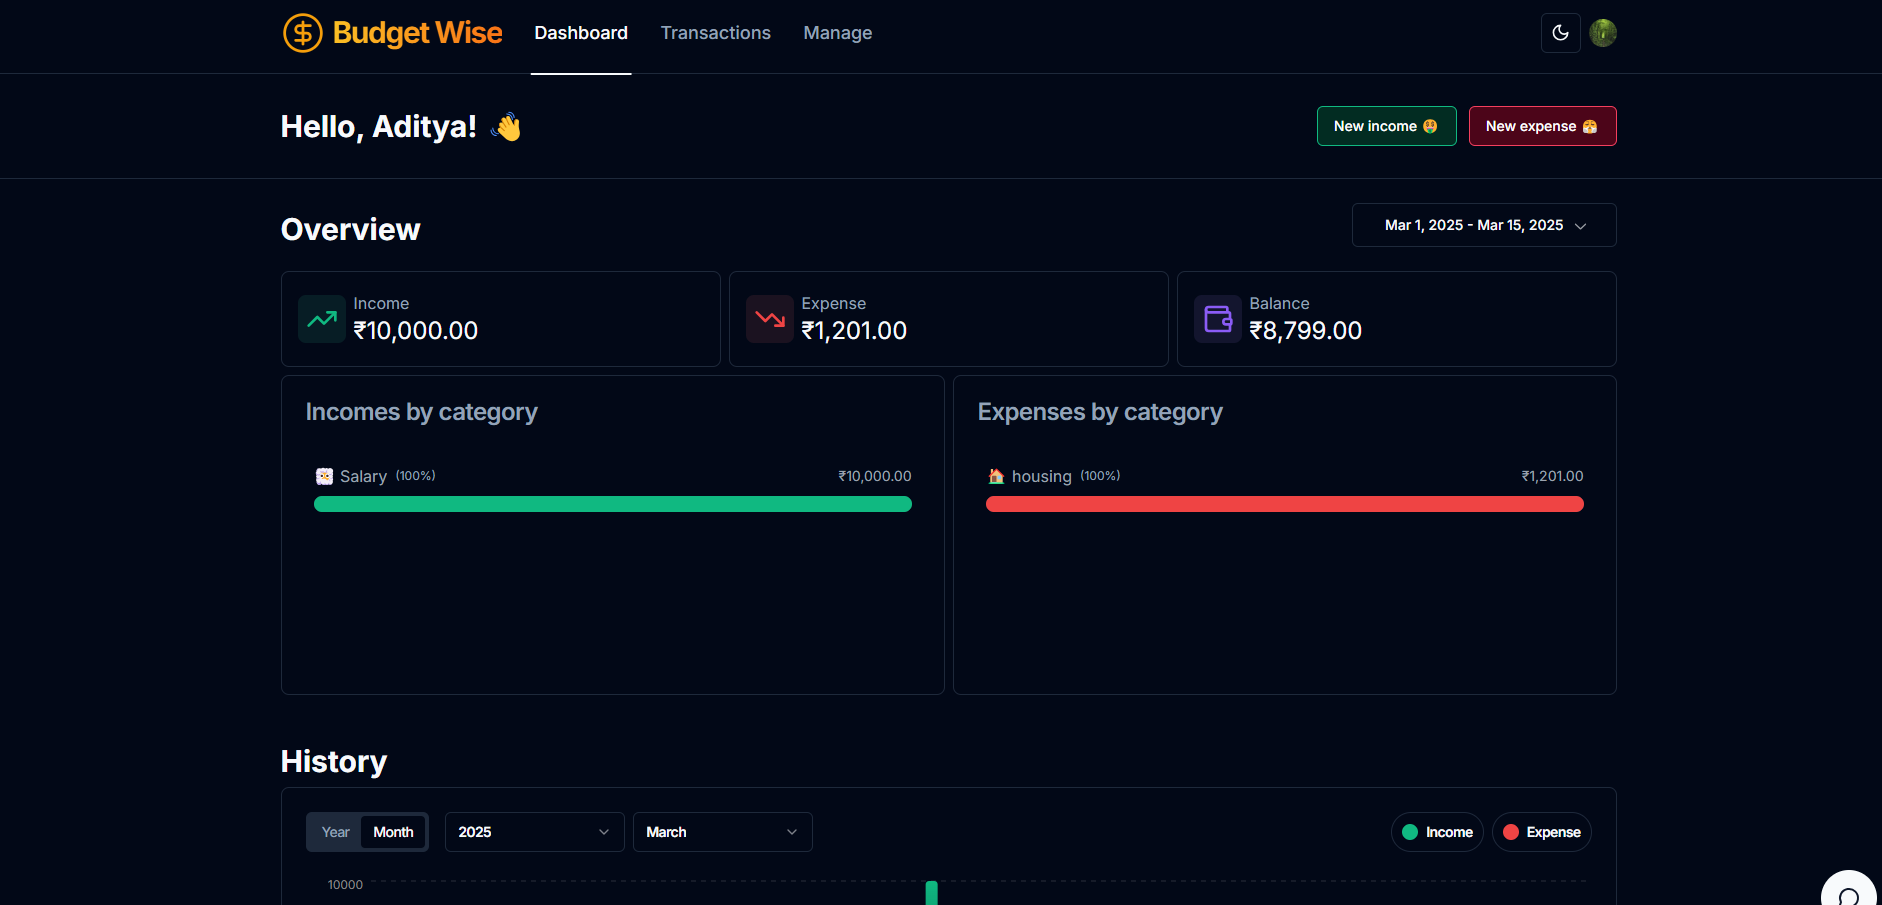 Budget Wise Dashboard Transactions Manage
Hello, Aditya! 👋
New income 🤑 New expense 😤
Overview
Mar 1, 2025 - Mar 15, 2025
Income
₹10,000.00
Expense
₹1,201.00
Balance
₹8,799.00
Incomes by category
Salary (100%) ₹10,000.00
Expenses by category
🏠 housing (100%) ₹1,201.00
History
Year Month 2025 March Income Expense
10000